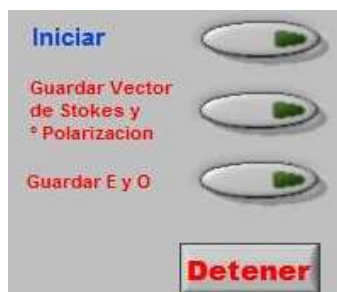 Iniciar
Guardar Vector
de Stokes y
° Polarizacion
Guardar E y O
Detener